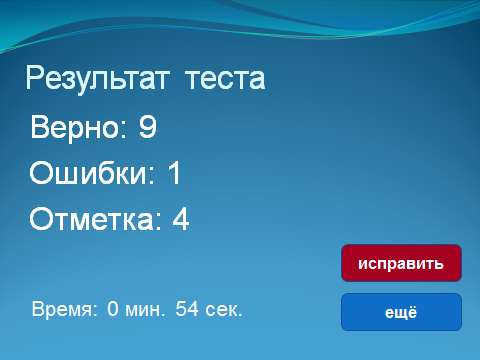 Результат теста
Верно: 9
Ошибки: 1
Отметка: 4
исправить
Время: 0 мин. 54 сек.
ещё